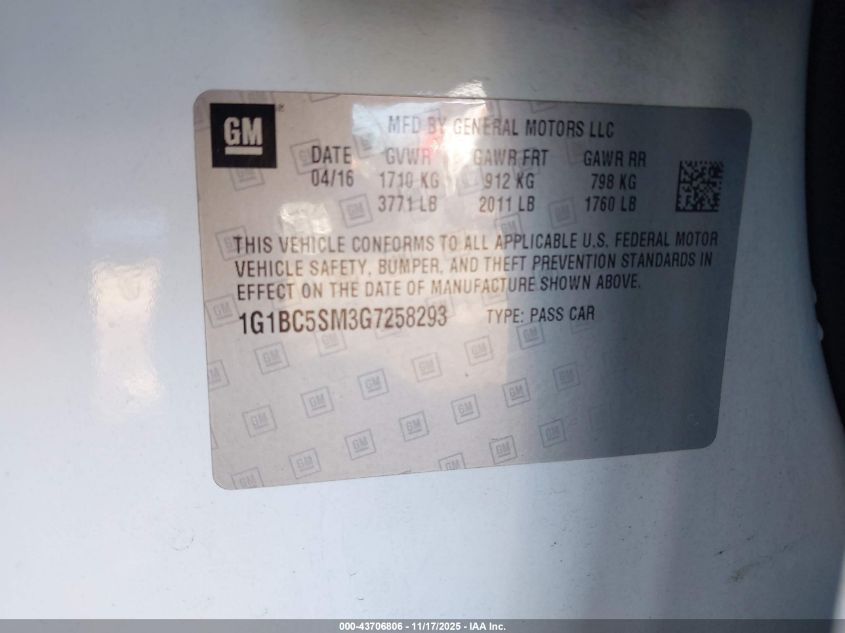 GM
MFD BY GENERAL MOTORS LLC
DATE GVWR GAWR FRT GAWR RR
04/16 1710 KG 912 KG 798 KG
3771 LB 2011 LB 1760 LB
THIS VEHICLE CONFORMS TO ALL APPLICABLE U.S. FEDERAL MOTOR
VEHICLE SAFETY, BUMPER, AND THEFT PREVENTION STANDARDS IN
EFFECT ON THE DATE OF MANUFACTURE SHOWN ABOVE.
1G1BC5SM3G7258293 TYPE: PASS CAR
000-43706806 - 11/17/2025 - IAA Inc.